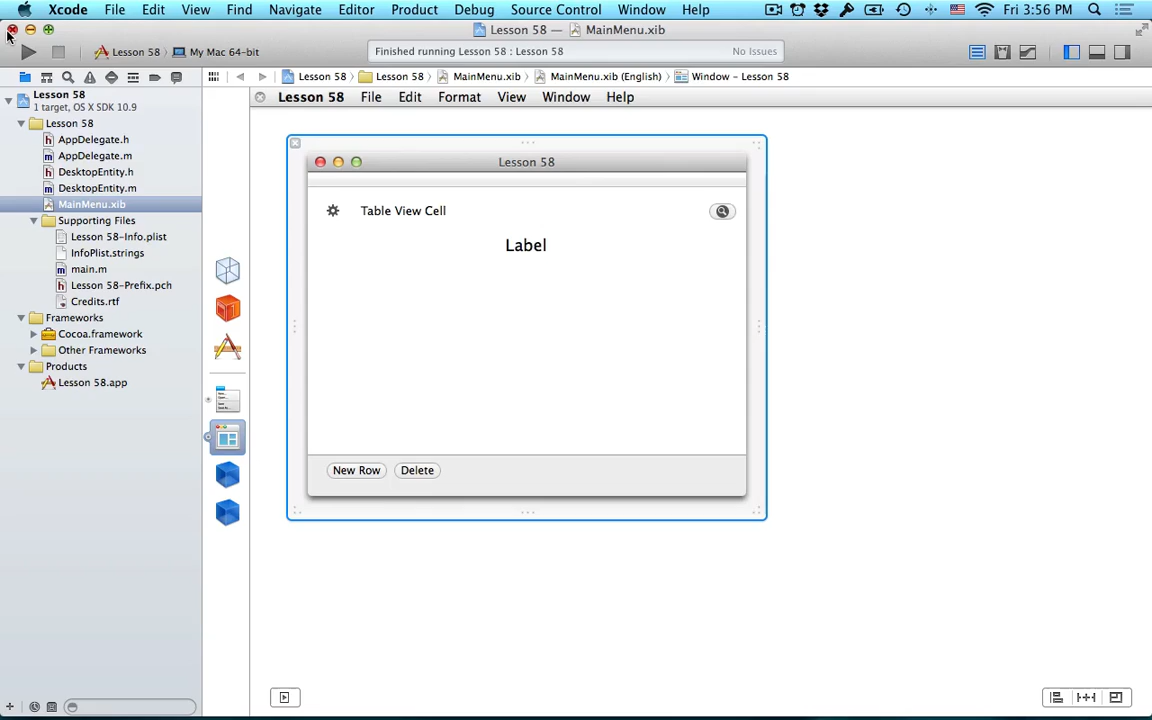 Xcode File Edit View Find Navigate Editor Product Debug Source Control Window Help Fri 3:56 PM
Lesson 58 — MainMenu.xib
Lesson 58 My Mac 64-bit
Finished running Lesson 58 : Lesson 58 No Issues
Lesson 58 Lesson 58 MainMenu.xib MainMenu.xib (English) Window - Lesson 58
Lesson 58
1 target, OS X SDK 10.9
Lesson 58
AppDelegate.h
AppDelegate.m
DesktopEntity.h
DesktopEntity.m
MainMenu.xib
Supporting Files
Lesson 58-Info.plist
InfoPlist.strings
main.m
Lesson 58-Prefix.pch
Credits.rtf
Frameworks
Cocoa.framework
Other Frameworks
Products
Lesson 58.app
Lesson 58 File Edit Format View Window Help
Lesson 58
Table View Cell
Label
New Row Delete